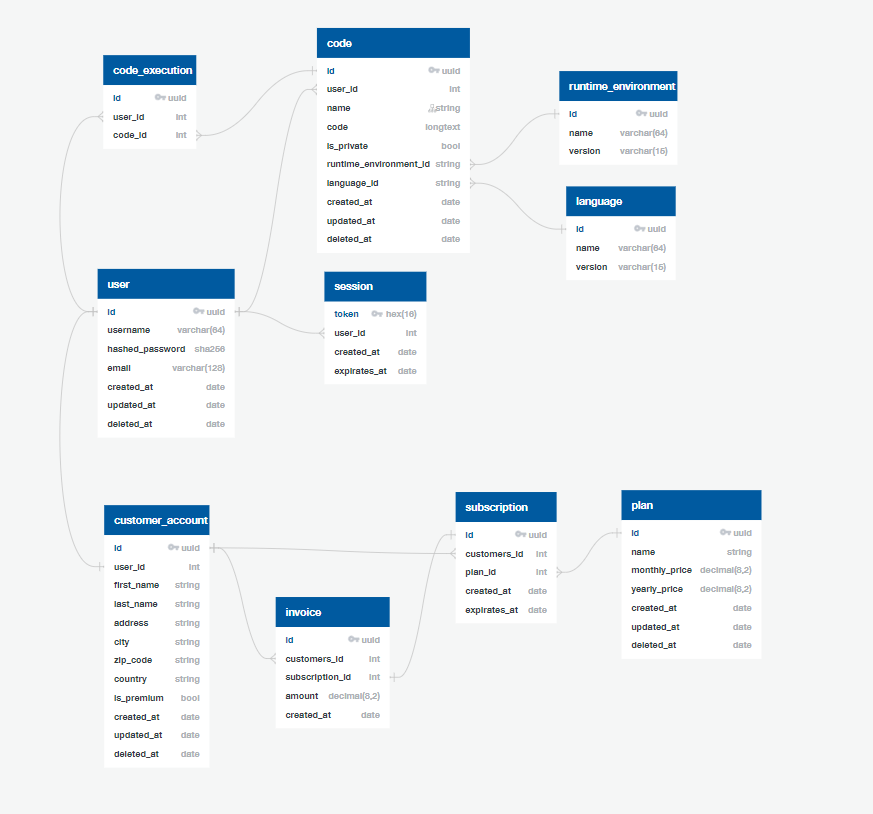 code
id uuid
user_id int
name string
code longtext
is_private bool
runtime_environment_id string
language_id string
created_at date
updated_at date
deleted_at date
code_execution
id uuid
user_id int
code_id int
runtime_environment
id uuid
name varchar(64)
version varchar(15)
language
id uuid
name varchar(64)
version varchar(15)
user
id uuid
username varchar(64)
hashed_password sha256
email varchar(128)
created_at date
updated_at date
deleted_at date
session
token hex(16)
user_id int
created_at date
expirates_at date
customer_account
id uuid
user_id int
first_name string
last_name string
address string
city string
zip_code string
country string
is_premium bool
created_at date
updated_at date
deleted_at date
invoice
id uuid
customers_id int
subscription_id int
amount decimal(8,2)
created_at date
subscription
id uuid
customers_id int
plan_id int
created_at date
expirates_at date
plan
id uuid
name string
monthly_price decimal(8,2)
yearly_price decimal(8,2)
created_at date
updated_at date
deleted_at date